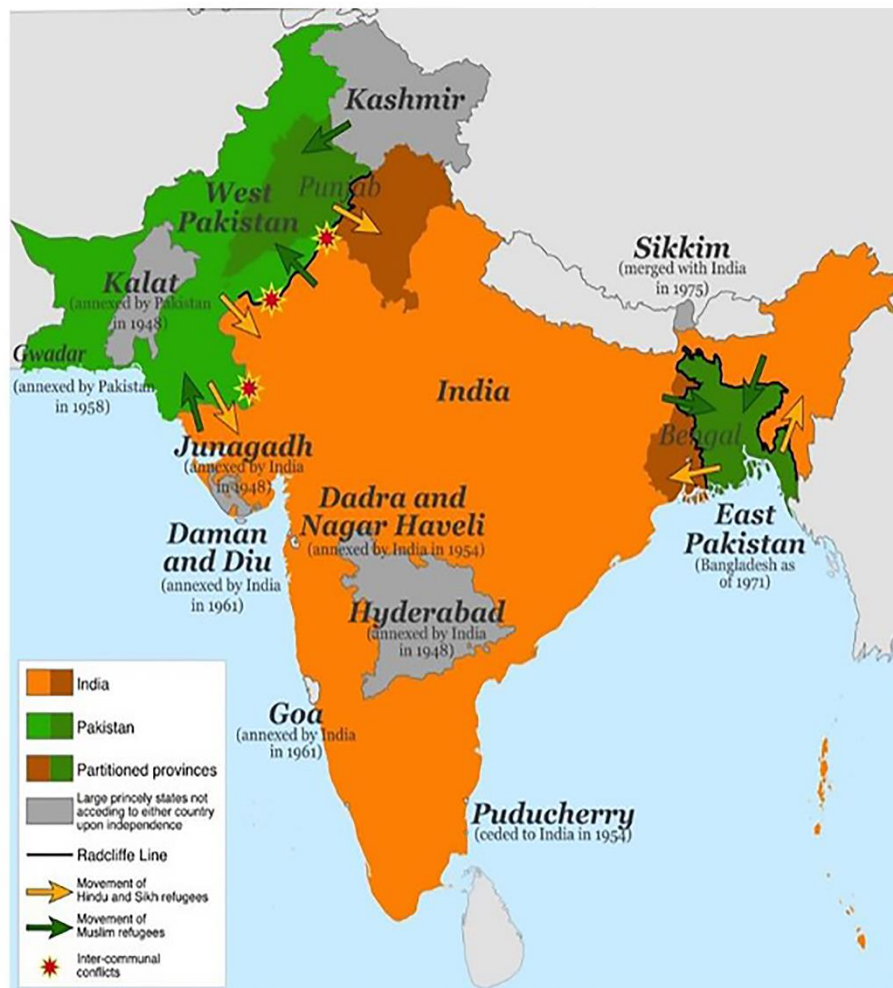 Kashmir
Punjab
West
Pakistan
Sikkim
(merged with India
in 1975)
Kalat
(annexed by Pakistan
in 1948)
Gwadar
(annexed by Pakistan
in 1958)
India
Bengal
Junagadh
(annexed by India
in 1948)
Dadra and
Nagar Haveli
(annexed by India in 1954)
Daman
and Diu
(annexed by India
in 1961)
East
Pakistan
(Bangladesh as
of 1971)
Hyderabad
(annexed by India
in 1948)
Goa
(annexed by India
in 1961)
Puducherry
(ceded to India in 1954)
India
Pakistan
Partitioned provinces
Large princely states not
acceding to either country
upon independence
Radcliffe Line
Movement of
Hindu and Sikh refugees
Movement of
Muslim refugees
Inter-communal
conflicts